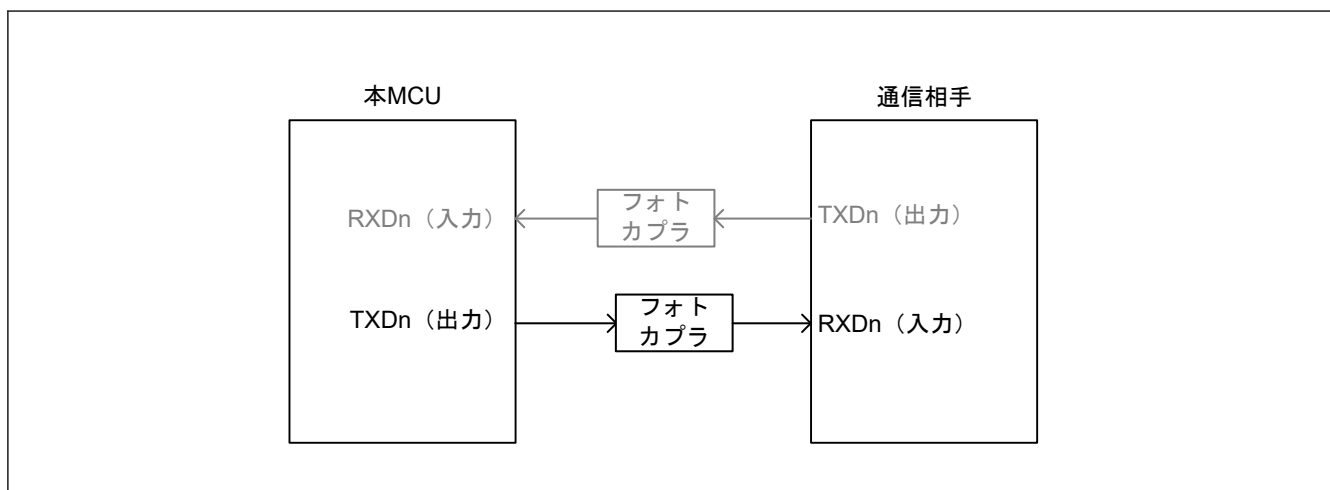 本MCU
通信相手
RXDn（入力）
フォト
カプラ
TXDn（出力）
TXDn（出力）
フォト
カプラ
RXDn（入力）